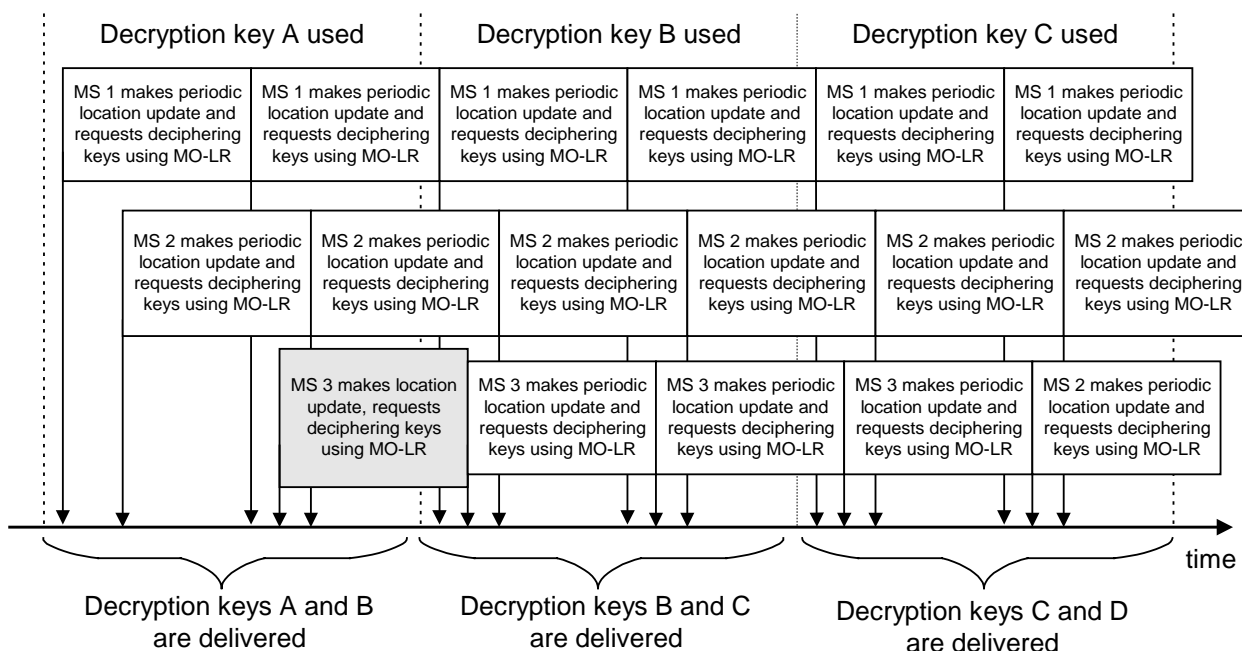 Decryption key A used
Decryption key B used
Decryption key C used
MS 1 makes periodic
location update and
requests deciphering
keys using MO-LR
MS 1 makes periodic
location update and
requests deciphering
keys using MO-LR
MS 1 makes periodic
location update and
requests deciphering
keys using MO-LR
MS 1 makes periodic
location update and
requests deciphering
keys using MO-LR
MS 1 makes periodic
location update and
requests deciphering
keys using MO-LR
MS 1 makes periodic
location update and
requests deciphering
keys using MO-LR
MS 2 makes periodic
location update and
requests deciphering
keys using MO-LR
MS 2 makes periodic
location update and
requests deciphering
keys using MO-LR
MS 2 makes periodic
location update and
requests deciphering
keys using MO-LR
MS 2 makes periodic
location update and
requests deciphering
keys using MO-LR
MS 2 makes periodic
location update and
requests deciphering
keys using MO-LR
MS 2 makes periodic
location update and
requests deciphering
keys using MO-LR
MS 3 makes location
update, requests
deciphering keys
using MO-LR
MS 3 makes periodic
location update and
requests deciphering
keys using MO-LR
MS 3 makes periodic
location update and
requests deciphering
keys using MO-LR
MS 3 makes periodic
location update and
requests deciphering
keys using MO-LR
MS 2 makes periodic
location update and
requests deciphering
keys using MO-LR
time
Decryption keys A and B
are delivered
Decryption keys B and C
are delivered
Decryption keys C and D
are delivered